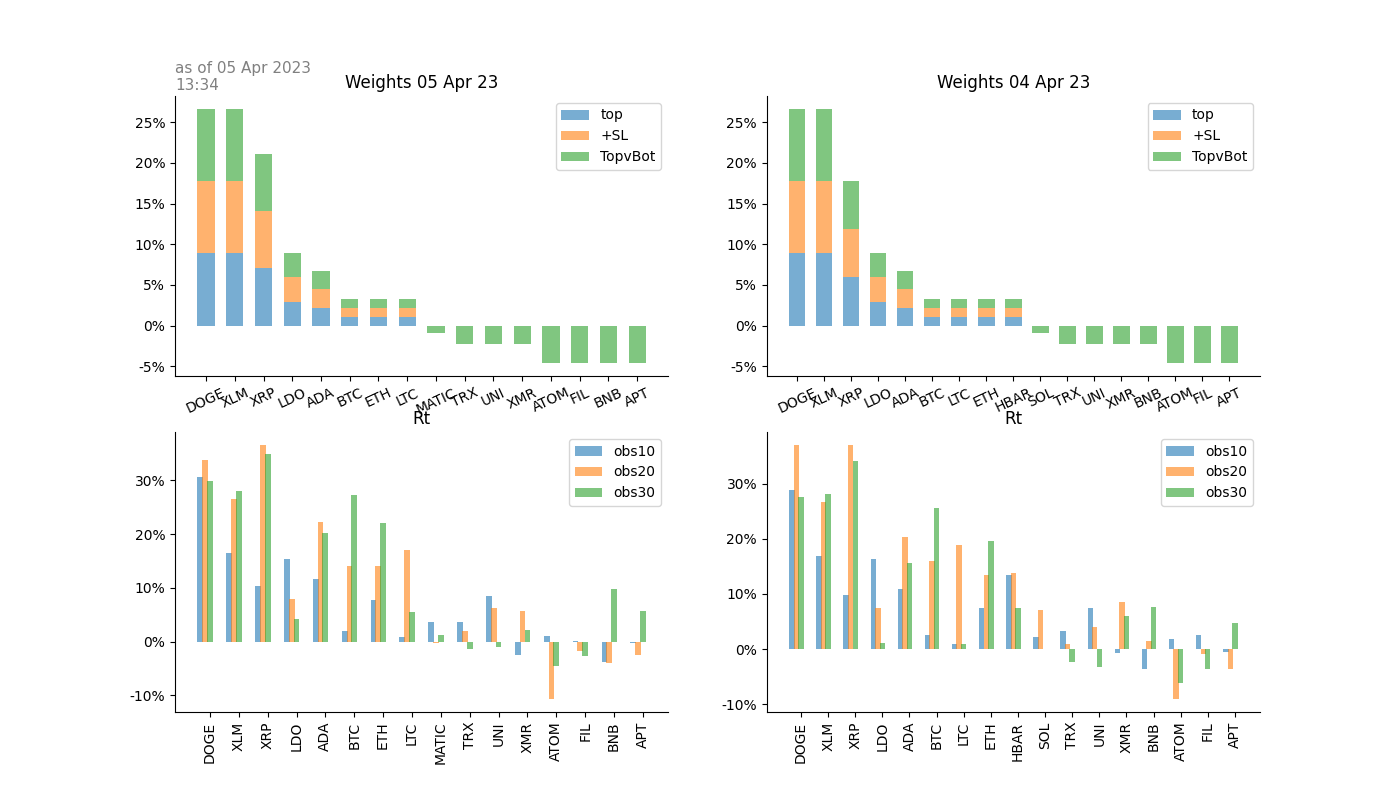 as of 05 Apr 2023
13:34
Weights 05 Apr 23
25%
20%
15%
10%
5%
0%
-5%
top
+SL
TopvBot
DOGE XLM XRP LDO ADA BTC ETH LTC MATIC TRX UNI XMR ATOM FIL BNB APT
Weights 04 Apr 23
25%
20%
15%
10%
5%
0%
-5%
top
+SL
TopvBot
DOGE XLM XRP LDO ADA BTC LTC ETH HBAR SOL TRX UNI XMR BNB ATOM FIL APT
Rt
30%
20%
10%
0%
-10%
obs10
obs20
obs30
DOGE XLM XRP LDO ADA BTC ETH LTC MATIC TRX UNI XMR ATOM FIL BNB APT
Rt
30%
20%
10%
0%
-10%
obs10
obs20
obs30
DOGE XLM XRP LDO ADA BTC LTC ETH HBAR SOL TRX UNI XMR BNB ATOM FIL APT